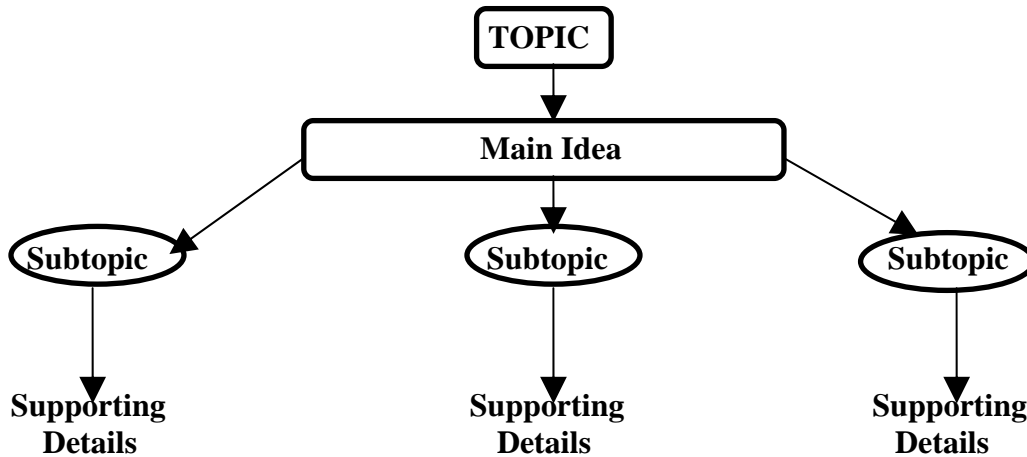 TOPIC
Main Idea
Subtopic
Subtopic
Subtopic
Supporting
Details
Supporting
Details
Supporting
Details